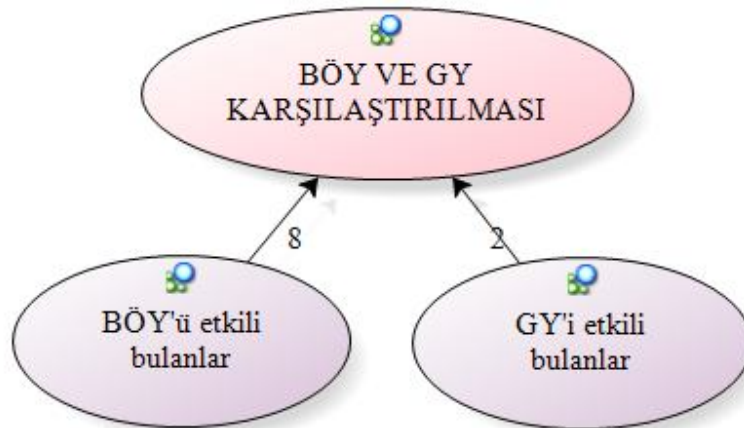 BÖY VE GY
KARŞILAŞTIRILMASI
8
2
BÖY'ü etkili
bulanlar
GY'i etkili
bulanlar